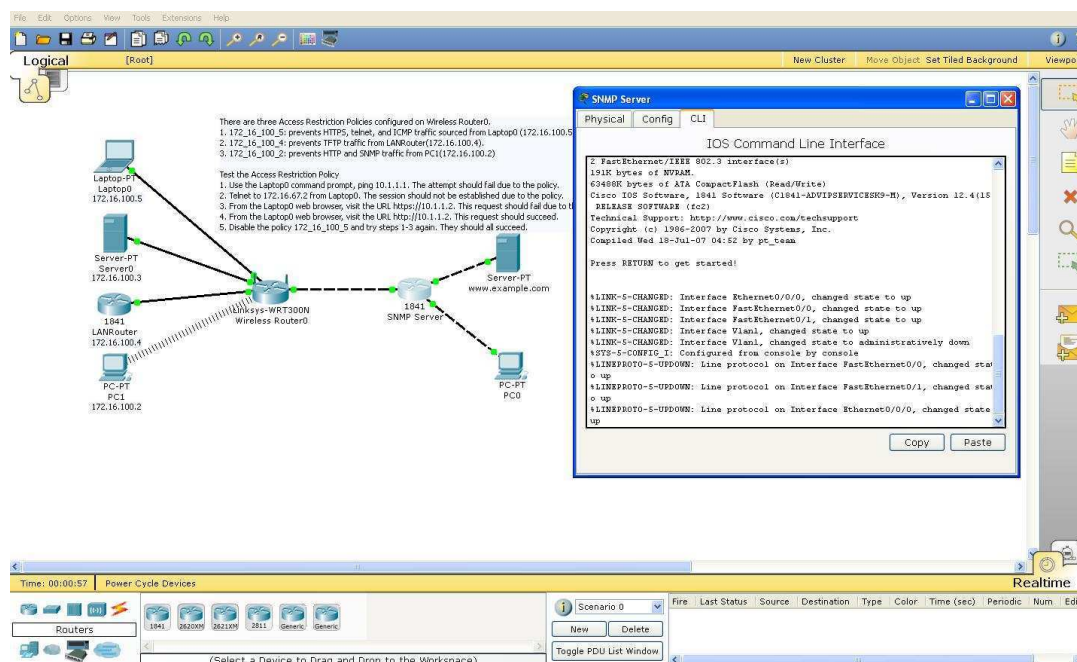 File Edit Options View Tools Extensions Help
Logical [Root] New Cluster Move Object Set Tiled Background Viewpo
There are three Access Restriction Policies configured on Wireless Router0.
1. 172_16_100_5: prevents HTTPS, telnet, and ICMP traffic sourced from Laptop0 (172.16.100.5
2. 172_16_100_4: prevents TFTP traffic from LANRouter(172.16.100.4).
3. 172_16_100_2: prevents HTTP and SNMP traffic from PC1(172.16.100.2)
Test the Access Restriction Policy
1. Use the Laptop0 command prompt, ping 10.1.1.1. The attempt should fail due to the policy.
2. Telnet to 172.16.67.2 from Laptop0. The session should not be established due to the policy.
3. From the Laptop0 web browser, visit the URL https://10.1.1.2. This request should fail due to t
4. From the Laptop0 web browser, visit the URL http://10.1.1.2. This request should succeed.
5. Disable the policy 172_16_100_5 and try steps 1-3 again. They should all succeed.
Laptop-PT
Laptop0
172.16.100.5
Server-PT
Server0
172.16.100.3
1841
LANRouter
172.16.100.4
PC-PT
PC1
172.16.100.2
Linksys-WRT300N
Wireless Router0
1841
SNMP Server
Server-PT
www.example.com
PC-PT
PC0
SNMP Server
Physical Config CLI
IOS Command Line Interface
2 FastEthernet/IEEE 802.3 interface(s)
191K bytes of NVRAM.
63488K bytes of ATA CompactFlash (Read/Write)
Cisco IOS Software, 1841 Software (C1841-ADVIPSERVICESK9-M), Version 12.4(15
RELEASE SOFTWARE (fc2)
Technical Support: http://www.cisco.com/techsupport
Copyright (c) 1986-2007 by Cisco Systems, Inc.
Compiled Wed 18-Jul-07 04:52 by pt_team
Press RETURN to get started!
%LINK-5-CHANGED: Interface Ethernet0/0/0, changed state to up
%LINK-5-CHANGED: Interface FastEthernet0/0, changed state to up
%LINK-5-CHANGED: Interface FastEthernet0/1, changed state to up
%LINK-5-CHANGED: Interface Vlan1, changed state to up
%LINK-5-CHANGED: Interface Vlan1, changed state to administratively down
%SYS-5-CONFIG_I: Configured from console by console
%LINEPROTO-5-UPDOWN: Line protocol on Interface FastEthernet0/0, changed sta
o up
%LINEPROTO-5-UPDOWN: Line protocol on Interface FastEthernet0/1, changed sta
o up
%LINEPROTO-5-UPDOWN: Line protocol on Interface Ethernet0/0/0, changed state
up
Copy Paste
Time: 00:00:57 Power Cycle Devices Realtime
Routers
1841 2620XM 2621XM 2811 Generic Generic
(Select a Device to Drag and Drop to the Workspace)
Scenario 0
New Delete
Toggle PDU List Window
Fire Last Status Source Destination Type Color Time (sec) Periodic Num Edi